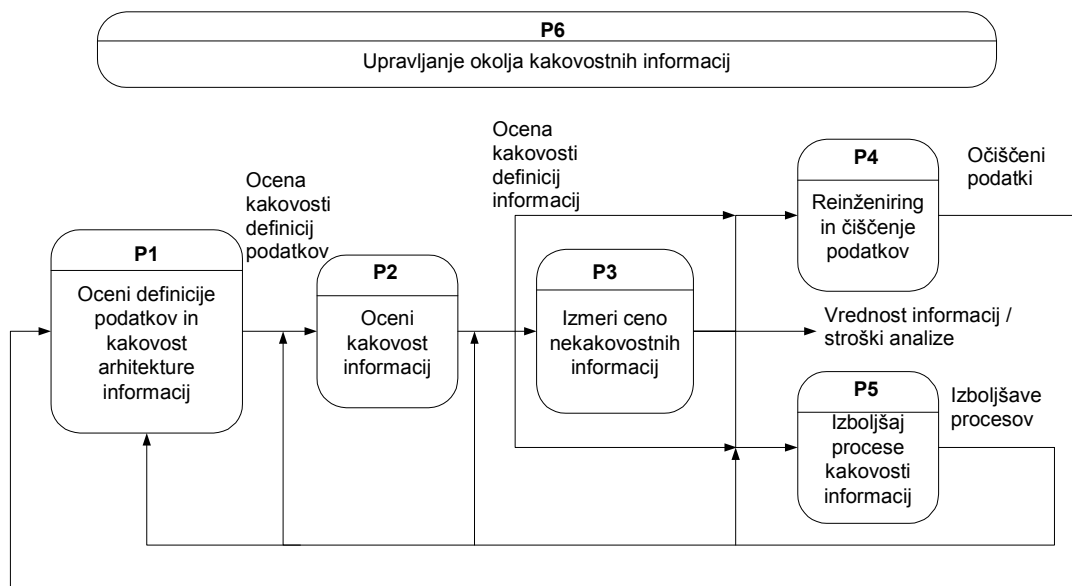 P6
Upravljanje okolja kakovostnih informacij
Ocena
kakovosti
definicij
podatkov
Ocena
kakovosti
definicij
informacij
P4
Reinženiring
in čiščenje
podatkov
Očiščeni
podatki
P1
Oceni definicije
podatkov in
kakovost
arhitekture
informacij
P2
Oceni
kakovost
informacij
P3
Izmeri ceno
nekakovostnih
informacij
Vrednost informacij /
stroški analize
P5
Izboljšaj
procese
kakovosti
informacij
Izboljšave
procesov